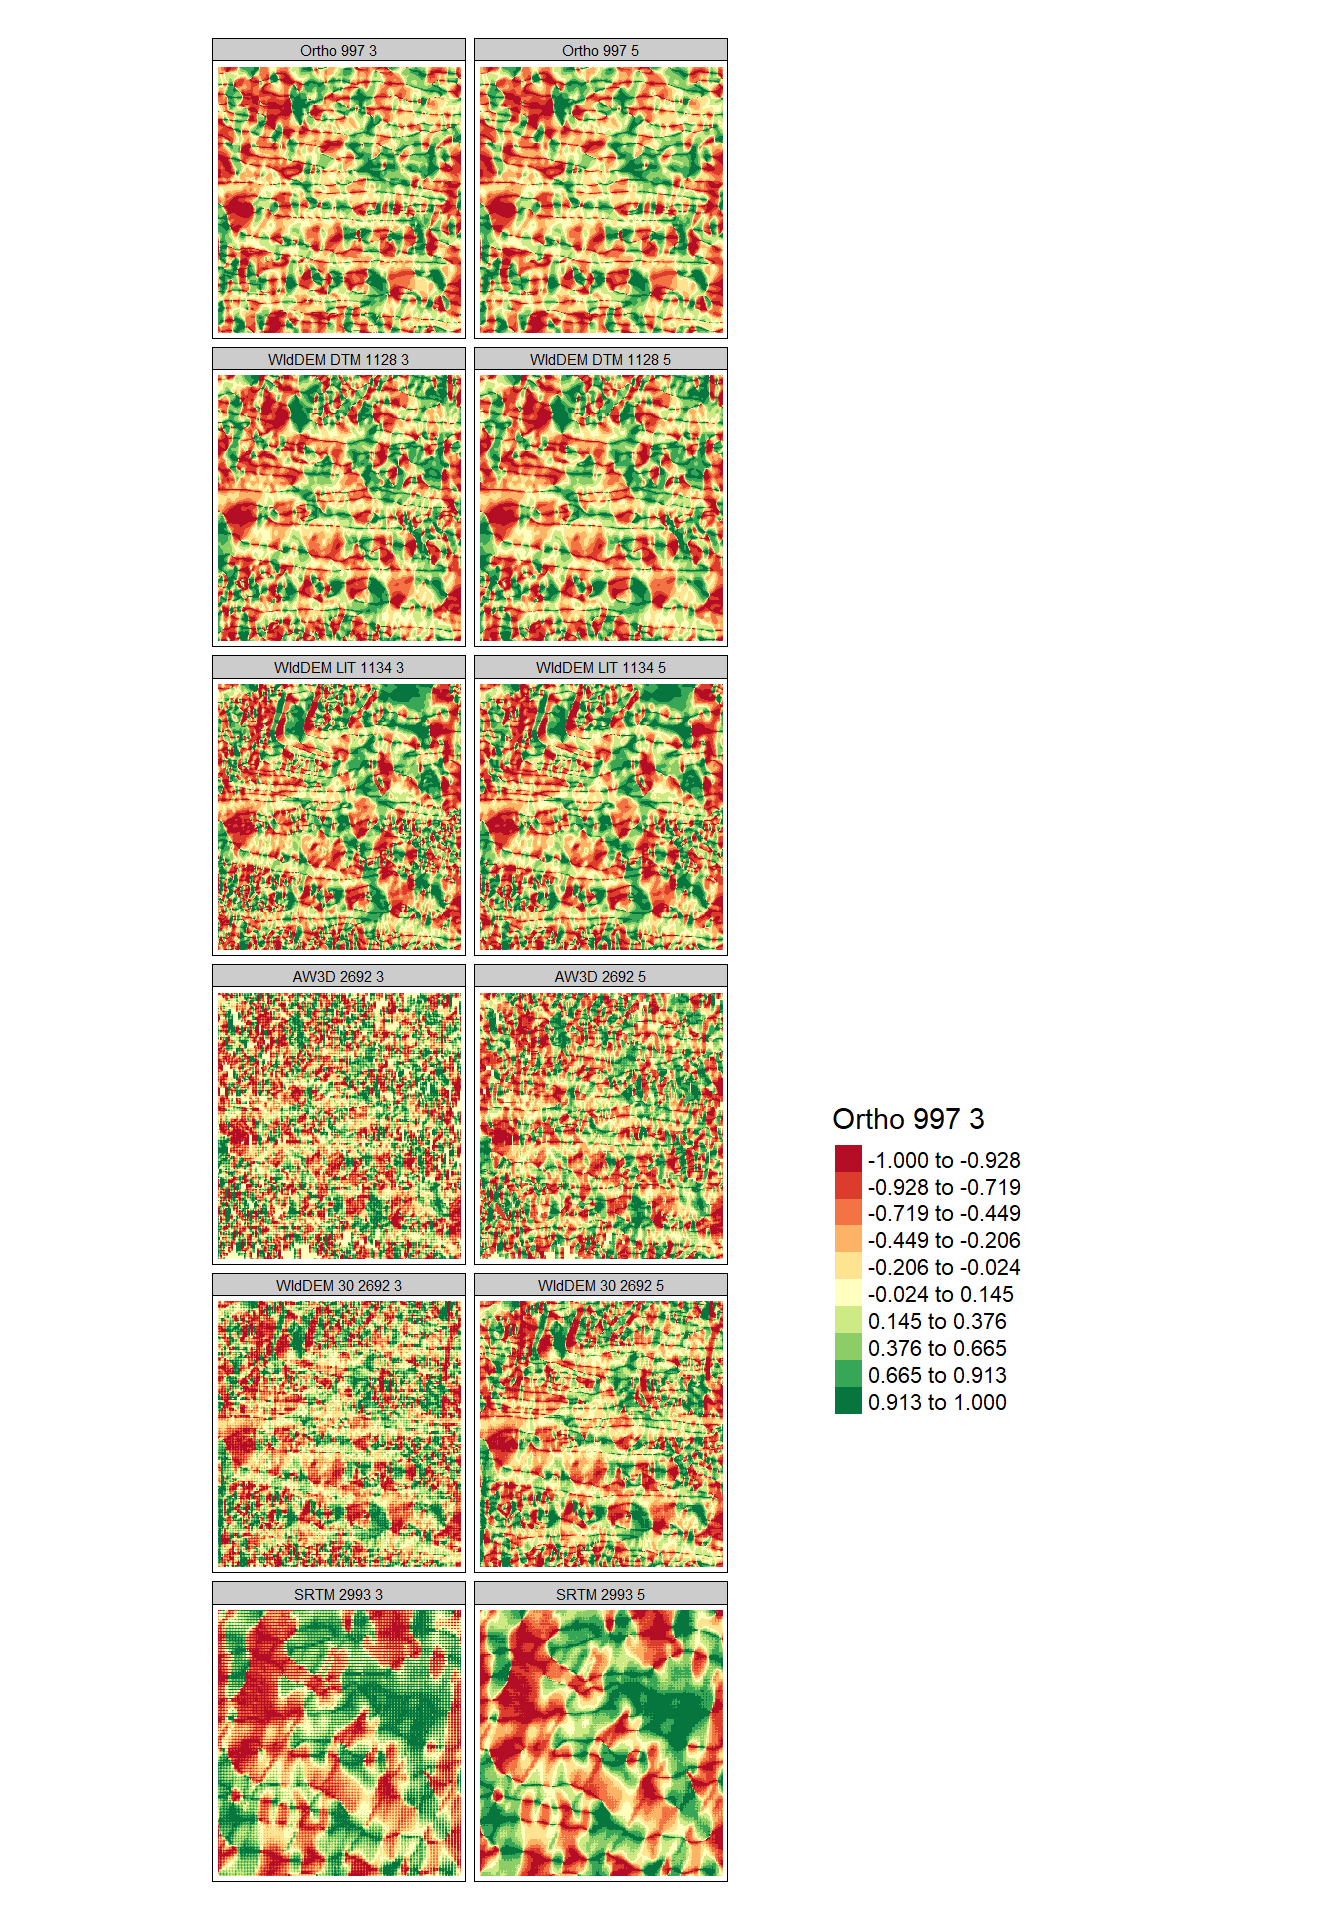 Ortho 997 3
Ortho 997 5
WldDEM DTM 1128 3
WldDEM DTM 1128 5
WldDEM LIT 1134 3
WldDEM LIT 1134 5
AW3D 2692 3
AW3D 2692 5
WldDEM 30 2692 3
WldDEM 30 2692 5
SRTM 2993 3
SRTM 2993 5
Ortho 997 3
-1.000 to -0.928
-0.928 to -0.719
-0.719 to -0.449
-0.449 to -0.206
-0.206 to -0.024
-0.024 to 0.145
0.145 to 0.376
0.376 to 0.665
0.665 to 0.913
0.913 to 1.000